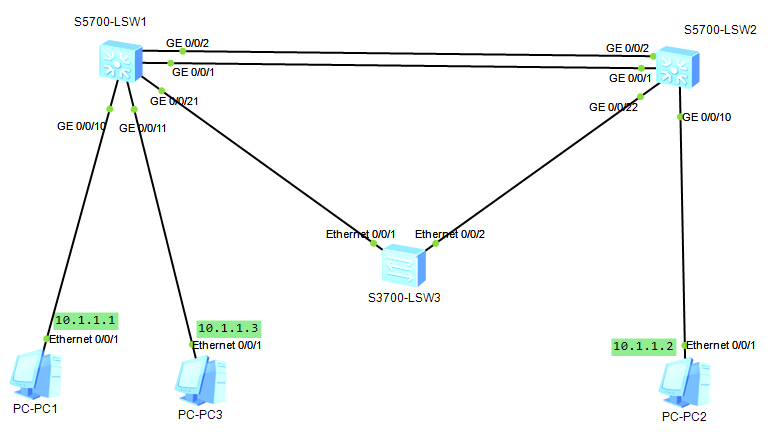 S5700-LSW1
S5700-LSW2
GE 0/0/2
GE 0/0/2
GE 0/0/1
GE 0/0/1
GE 0/0/21
GE 0/0/22
GE 0/0/10
GE 0/0/11
GE 0/0/10
Ethernet 0/0/1
Ethernet 0/0/2
S3700-LSW3
10.1.1.1
10.1.1.3
Ethernet 0/0/1
Ethernet 0/0/1
10.1.1.2
Ethernet 0/0/1
PC-PC1
PC-PC3
PC-PC2